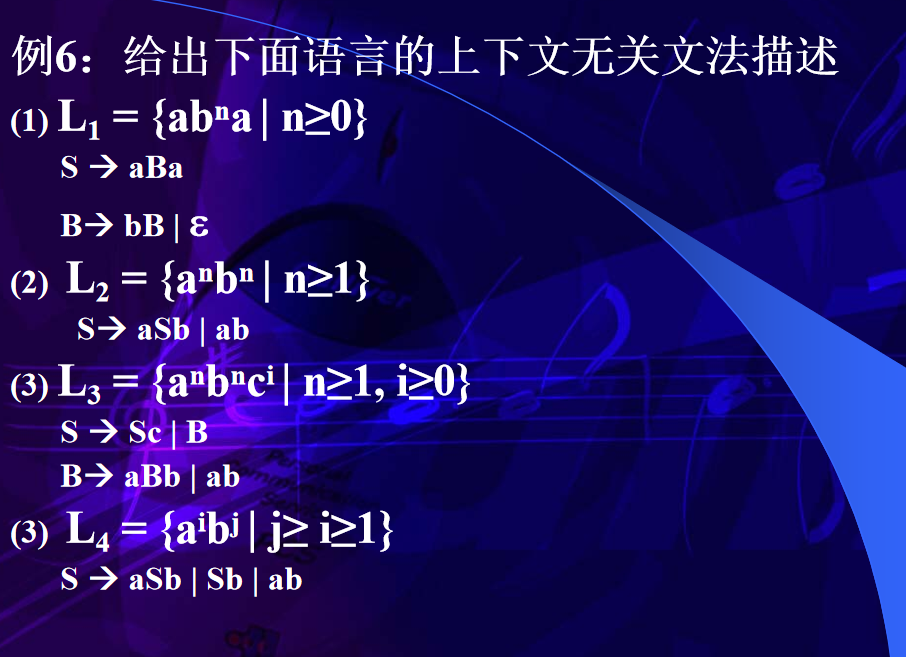 例6：给出下面语言的上下文无关文法描述
(1) L₁ = {abⁿa | n≥0}
S → aBa
B→ bB | ε
(2) L₂ = {aⁿbⁿ | n≥1}
S→ aSb | ab
(3) L₃ = {aⁿbⁿcⁱ | n≥1, i≥0}
S → Sc | B
B→ aBb | ab
(3) L₄ = {aⁱbʲ | j≥ i≥1}
S → aSb | Sb | ab